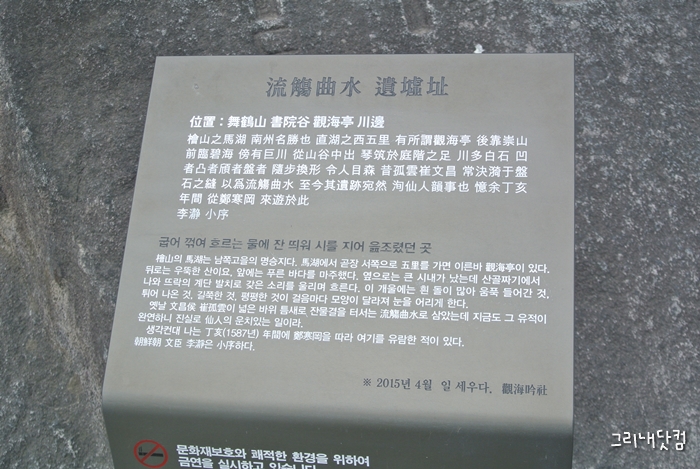 流觴曲水 遺墟址
位置 : 舞鶴山 書院谷 觀海亭 川邊
檜山之馬湖 南州名勝也 直湖之西五里 有所謂觀海亭 後靠崇山
前臨碧海 傍有巨川 從山谷中出 琴筑於庭階之足 川多白石 凹
者凸者頎者盤者 隨步換形 令人目森 昔孤雲崔文昌 常決漪于盤
石之縫 以爲流觴曲水 至今其遺跡宛然 洵仙人韻事也 憶余丁亥
年間 從鄭寒岡 來遊於此
李瀞 小序
굽어 꺾여 흐르는 물에 잔 띄워 시를 지어 읊조렸던 곳
檜山의 馬湖는 남쪽고을의 명승지다. 馬湖에서 곧장 서쪽으로 五里를 가면 이른바 觀海亭이 있다.
뒤로는 우뚝한 산이요, 앞에는 푸른 바다를 마주했다. 옆으로는 큰 시내가 났는데 산골짜기에서
나와 뜨락의 계단 발치로 갖은 소리를 울리며 흐른다. 이 개울에는 흰 돌이 많아 움푹 들어간 것,
튀어 나온 것, 길쭉한 것, 평평한 것이 걸음마다 모양이 달라져 눈을 어리게 한다.
옛날 文昌侯 崔孤雲이 넓은 바위 틈새로 잔물결을 터서는 流觴曲水로 삼았는데 지금도 그 유적이
완연하니 진실로 仙人의 운치있는 일이라.
생각컨대 나는 丁亥(1587년) 年間에 鄭寒岡을 따라 여기를 유람한 적이 있다.
朝鮮朝 文臣 李瀞은 小序하다.
※ 2015년 4월 일 세우다. 觀海吟社
문화재보호와 쾌적한 환경을 위하여
금연을 실시하고 있습니다
그리내닷컴